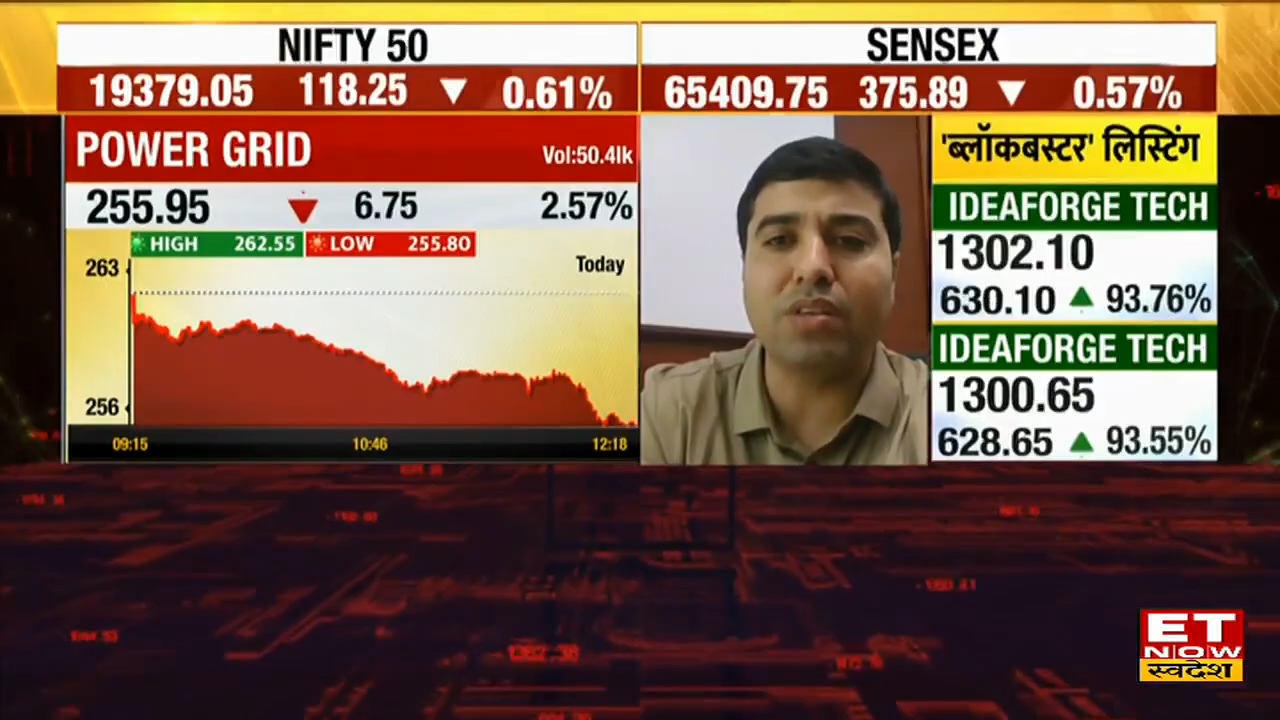 NIFTY 50
19379.05 118.25 ▼ 0.61%
SENSEX
65409.75 375.89 ▼ 0.57%
POWER GRID Vol:50.4lk
255.95 ▼ 6.75 2.57%
HIGH 262.55 LOW 255.80
Today
263
256
09:15 10:46 12:18
'ब्लॉकबस्टर' लिस्टिंग
IDEAFORGE TECH
1302.10
630.10 ▲ 93.76%
IDEAFORGE TECH
1300.65
628.65 ▲ 93.55%
ET
NOW
स्वदेश